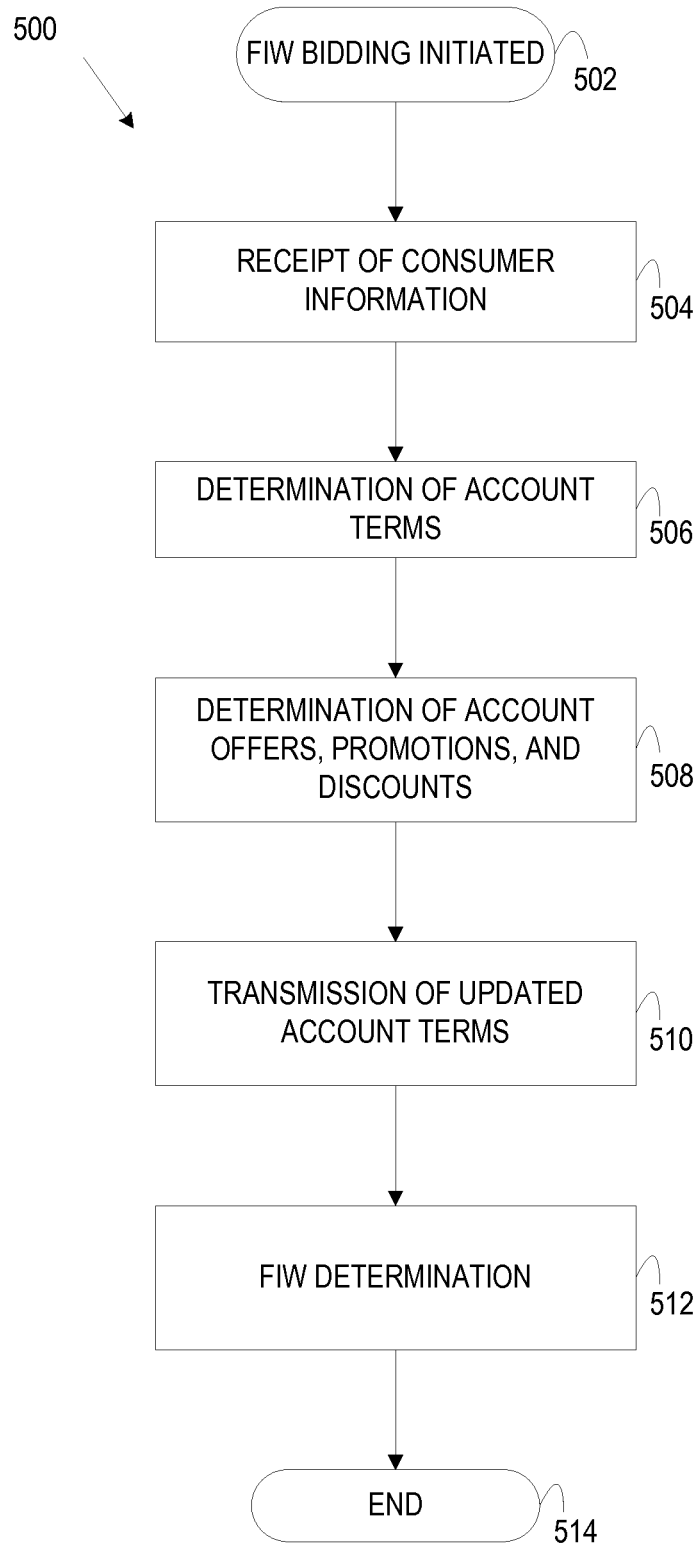 500
FIW BIDDING INITIATED
502
RECEIPT OF CONSUMER
INFORMATION
504
DETERMINATION OF ACCOUNT
TERMS
506
DETERMINATION OF ACCOUNT
OFFERS, PROMOTIONS, AND
DISCOUNTS
508
TRANSMISSION OF UPDATED
ACCOUNT TERMS
510
FIW DETERMINATION
512
END
514